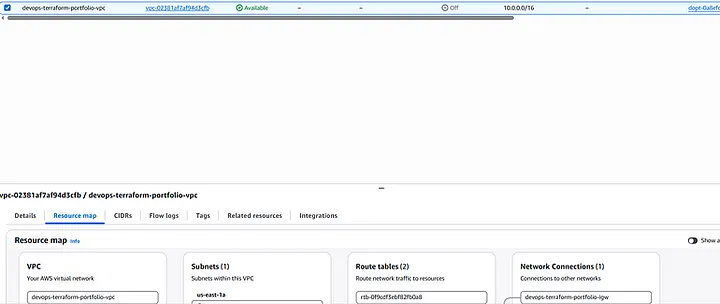 devops-terraform-portfolio-vpc vpc-02381af7af94d3cfb Available – – Off 10.0.0.0/16 –
vpc-02381af7af94d3cfb / devops-terraform-portfolio-vpc
Details Resource map CIDRs Flow logs Tags Related resources Integrations
Resource map Info
VPC
Your AWS virtual network
devops-terraform-portfolio-vpc
Subnets (1)
Subnets within this VPC
us-east-1a
Route tables (2)
Route network traffic to resources
rtb-0f9cdf3ebf82fb0a8
Network Connections (1)
Connections to other networks
devops-terraform-portfolio-igw
Show a